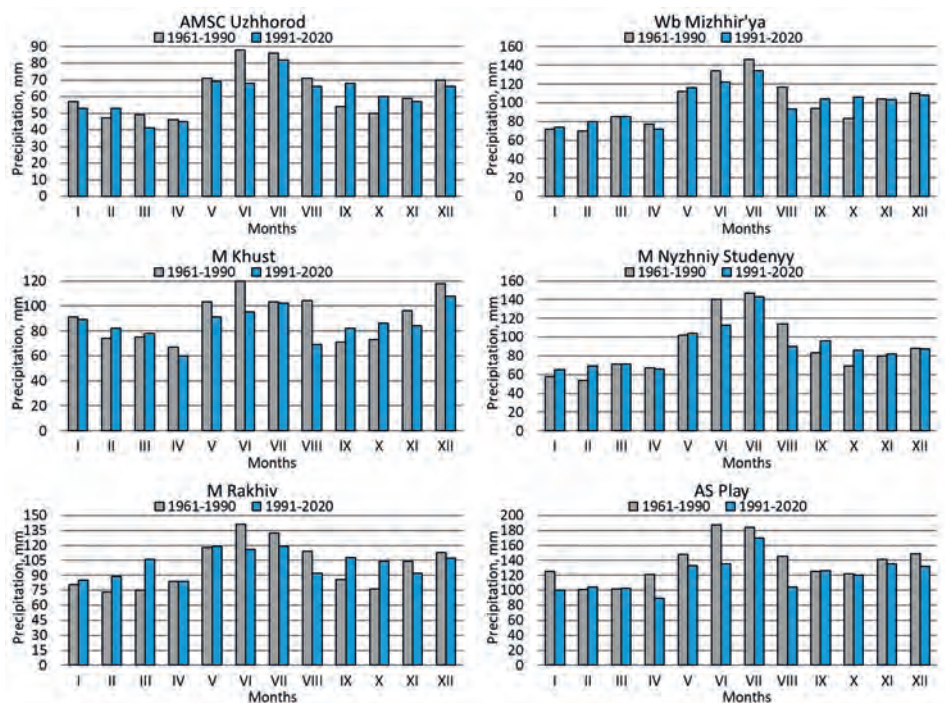 AMSC Uzhhorod
1961-1990 1991-2020
Precipitation, mm
90
80
70
60
50
40
30
20
10
0
I II III IV V VI VII VIII IX X XI XII
Months
Wb Mizhhir'ya
1961-1990 1991-2020
Precipitation, mm
160
140
120
100
80
60
40
20
0
I II III IV V VI VII VIII IX X XI XII
Months
M Khust
1961-1990 1991-2020
Precipitation, mm
120
100
80
60
40
20
0
I II III IV V VI VII VIII IX X XI XII
Months
M Nyzhniy Studenyy
1961-1990 1991-2020
Precipitation, mm
160
140
120
100
80
60
40
20
0
I II III IV V VI VII VIII IX X XI XII
Months
M Rakhiv
1961-1990 1991-2020
Precipitation, mm
150
135
120
105
90
75
60
45
30
15
0
I II III IV V VI VII VIII IX X XI XII
Months
AS Play
1961-1990 1991-2020
Precipitation, mm
200
180
160
140
120
100
80
60
40
20
0
I II III IV V VI VII VIII IX X XI XII
Months